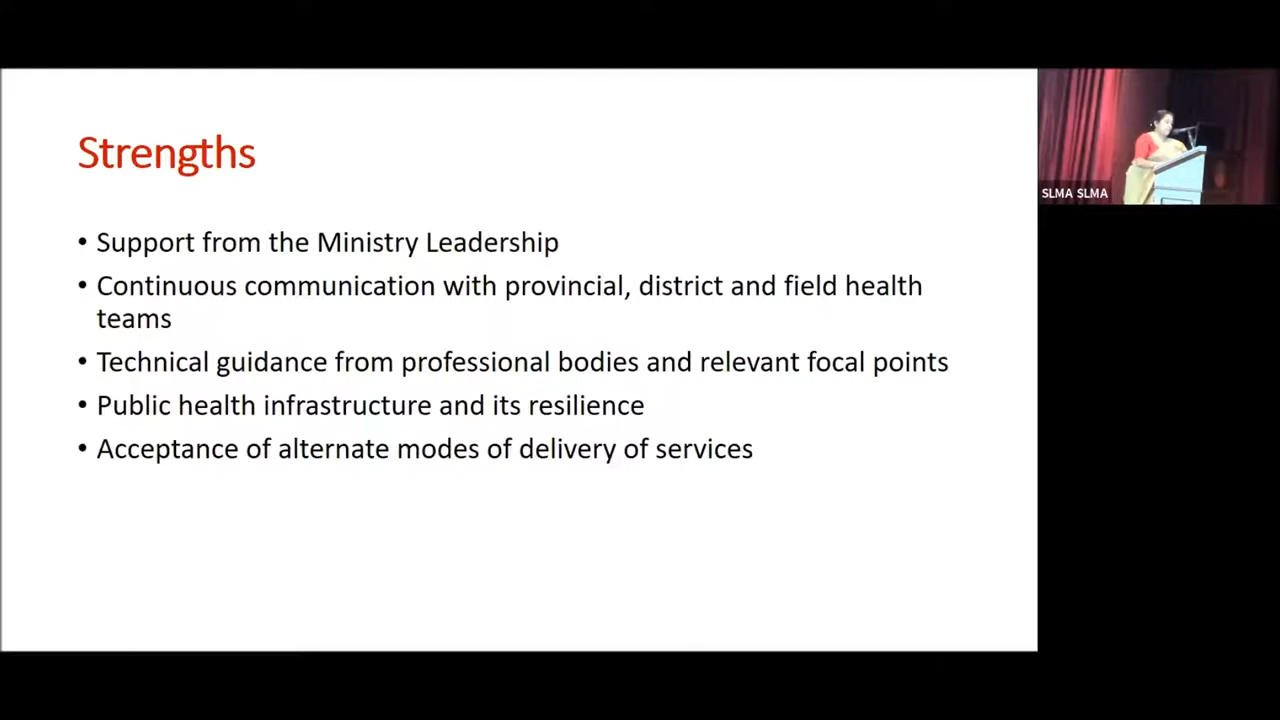 Strengths
• Support from the Ministry Leadership
• Continuous communication with provincial, district and field health
teams
• Technical guidance from professional bodies and relevant focal points
• Public health infrastructure and its resilience
• Acceptance of alternate modes of delivery of services
SLMA SLMA